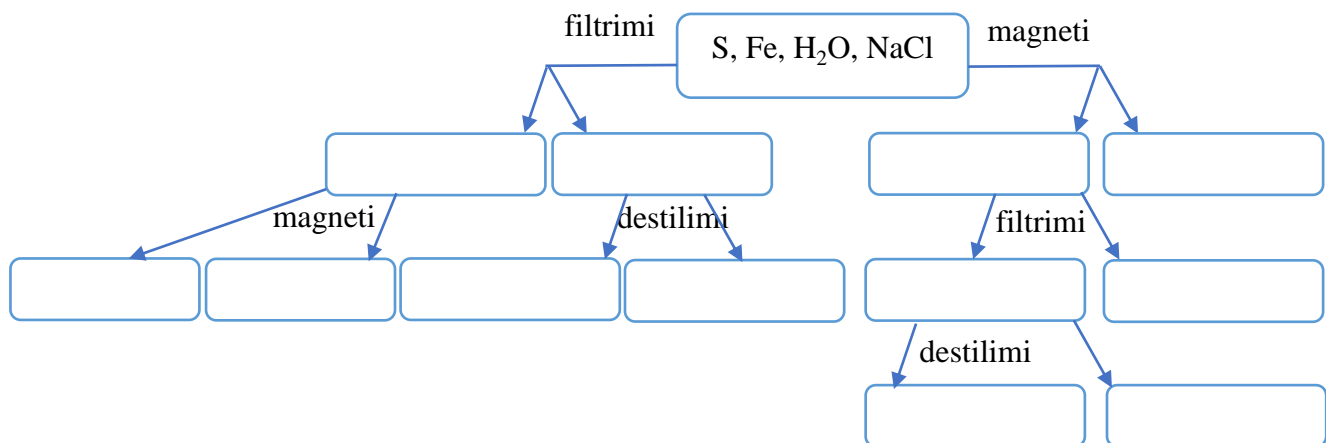 filtrimi
S, Fe, H₂O, NaCl
magneti
magneti
destilimi
filtrimi
destilimi